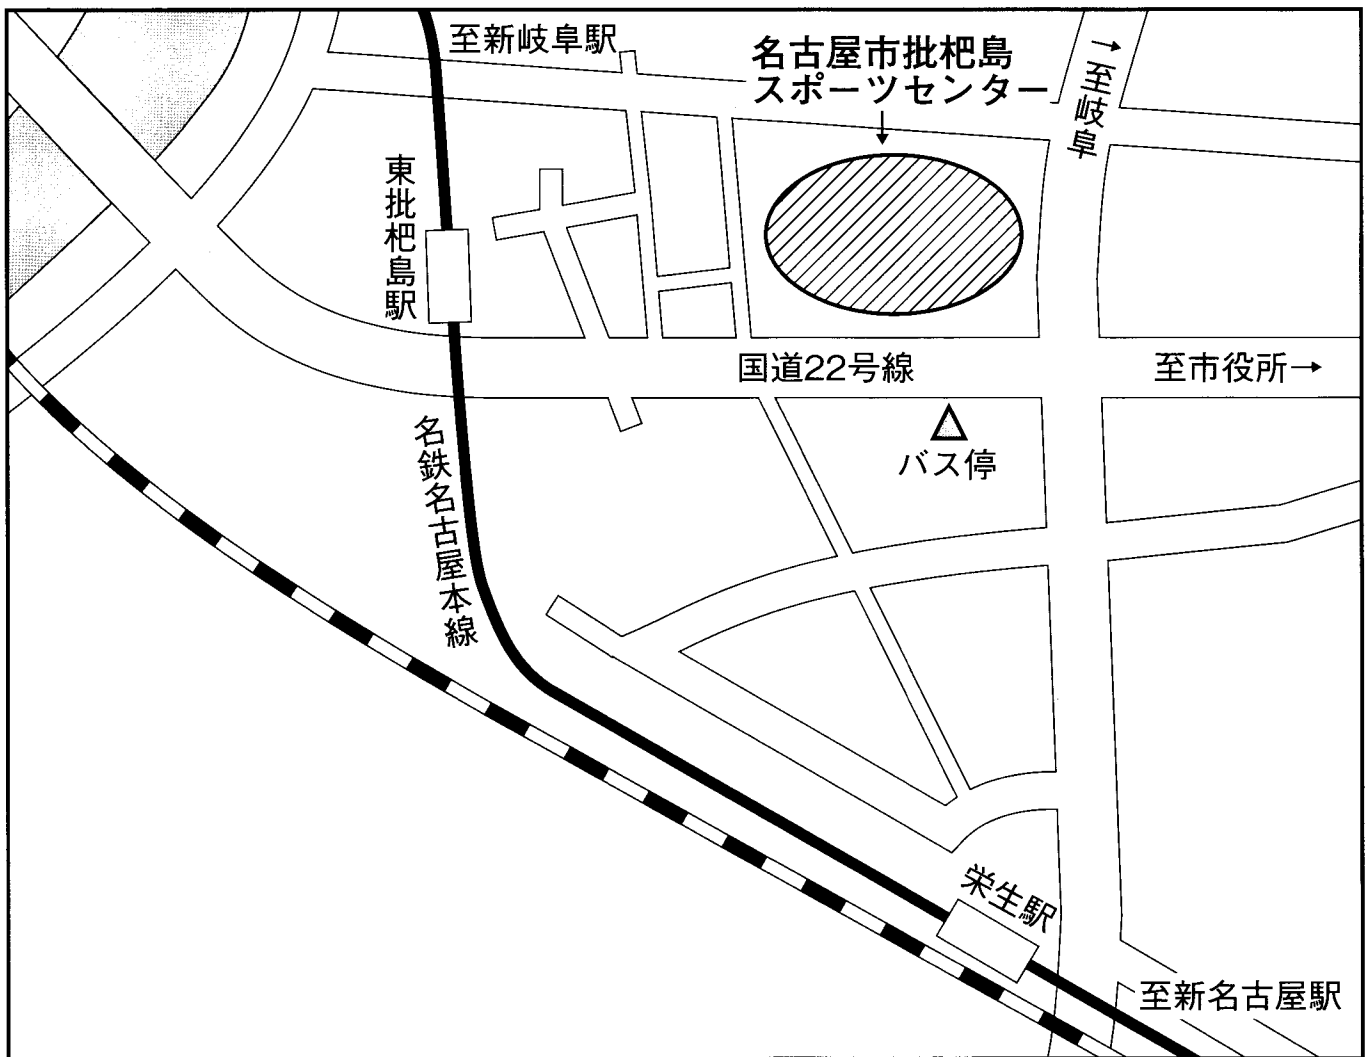 至新岐阜駅
名古屋市批杷島
スポーツセンター
↓
→至岐阜
東批杷島駅
国道22号線
至市役所→
バス停
名鉄名古屋本線
栄生駅
至新名古屋駅